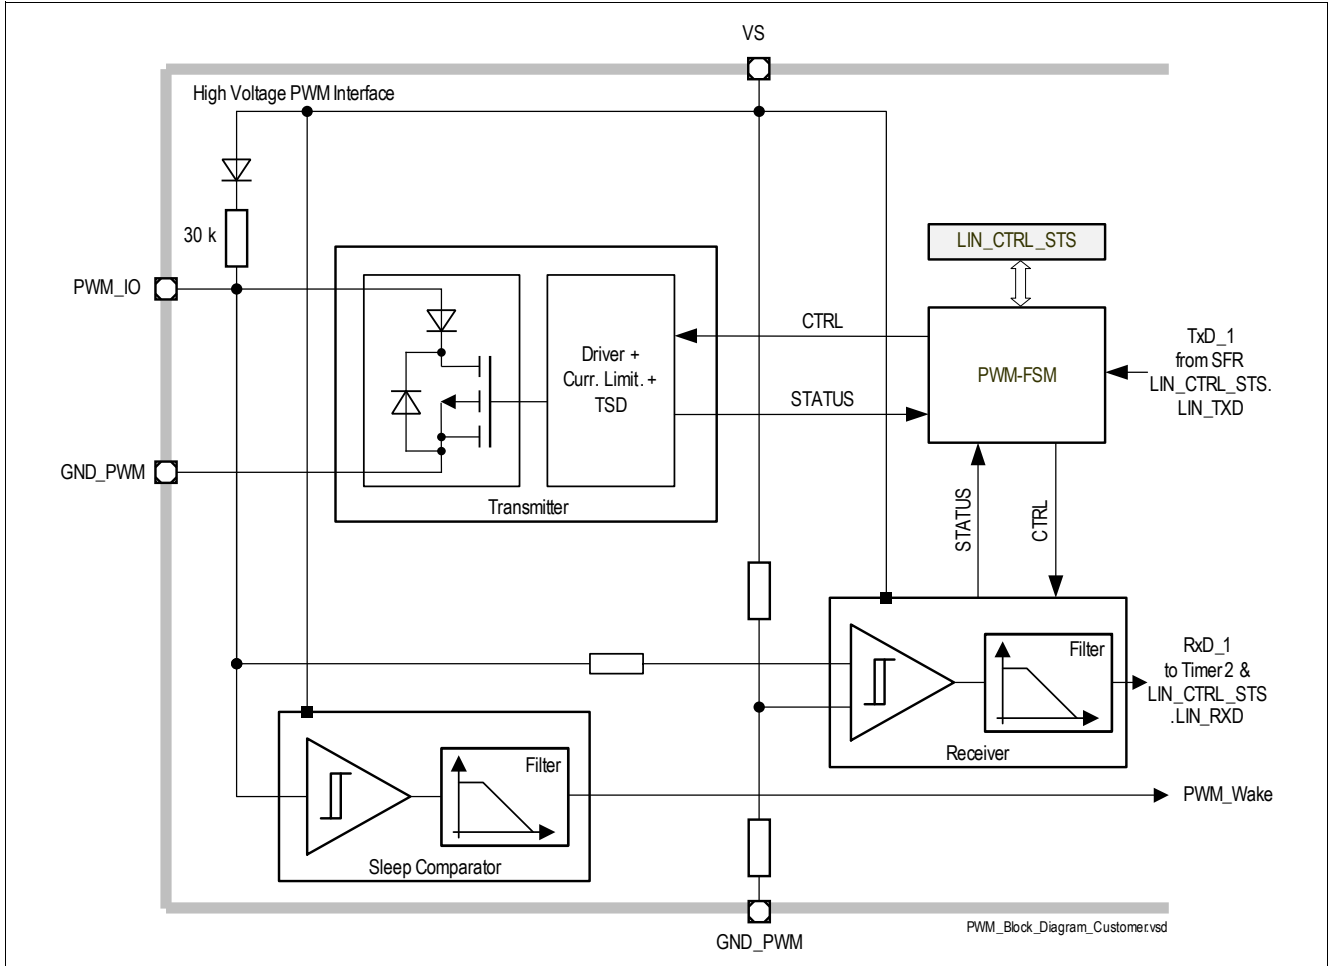 VS
High Voltage PWM Interface
30 k
LIN_CTRL_STS
PWM_IO
CTRL
TxD_1
from SFR
LIN_CTRL_STS.
LIN_TXD
Driver +
Curr. Limit. +
TSD
PWM-FSM
STATUS
GND_PWM
Transmitter
STATUS
CTRL
Filter
RxD_1
to Timer 2 &
LIN_CTRL_STS
.LIN_RXD
Receiver
Filter
PWM_Wake
Sleep Comparator
GND_PWM
PWM_Block_Diagram_Customer.vsd